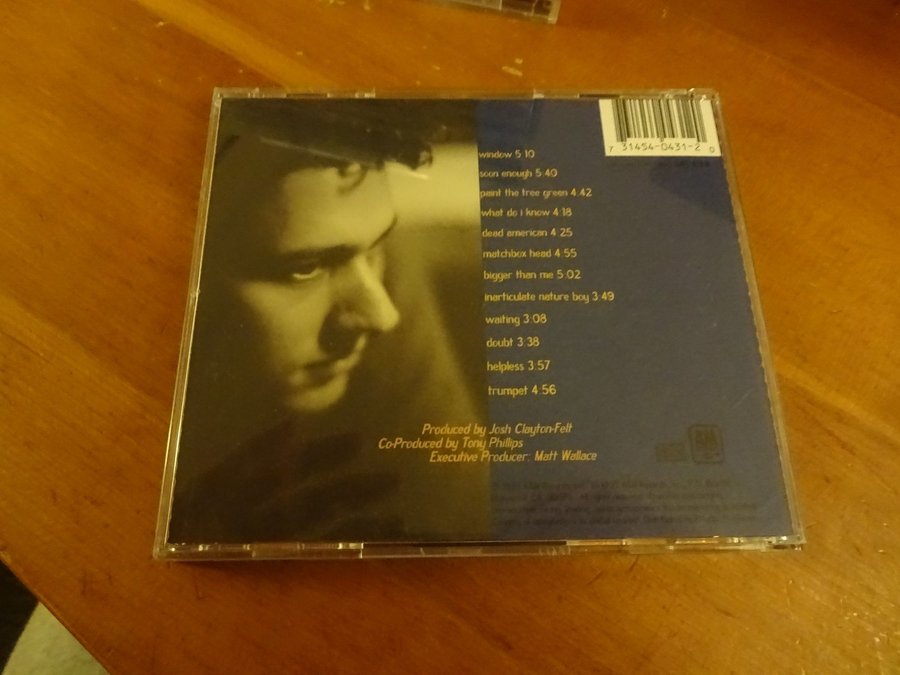 7 31454-0431-2 0
window 5 10
soon enough 5:40
paint the tree green 4:42
what do i know 4:18
dead american 4:25
matchbox head 4:55
bigger than me 5:02
inarticulate nature boy 3:49
waiting 3:08
doubt 3:38
helpless 3:57
trumpet 4:56
Produced by Josh Clayton-Felt
Co-Produced by Tony Phillips
Executive Producer: Matt Wallace